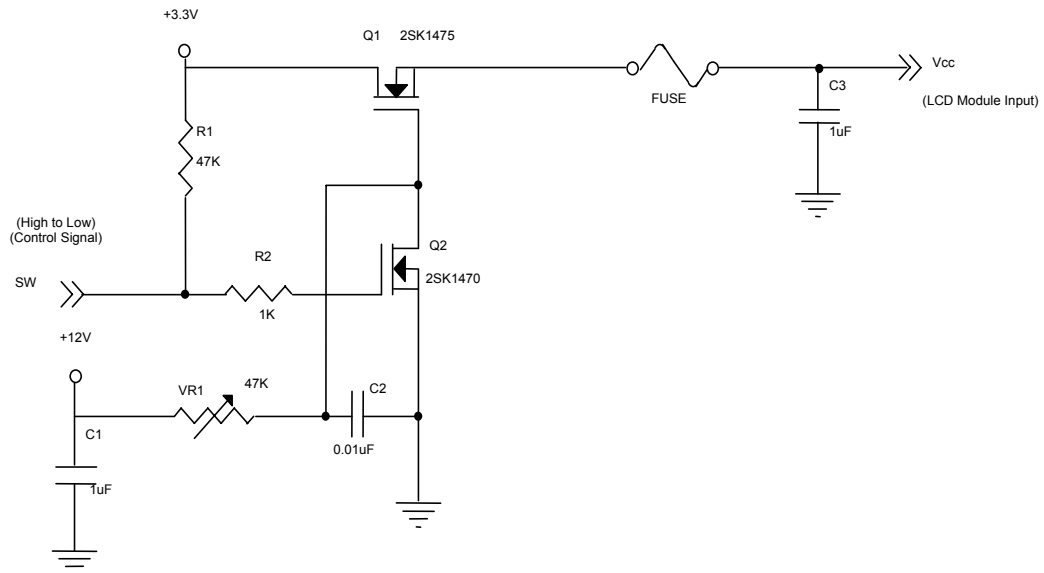 +3.3V
Q1 2SK1475
Vcc
C3
FUSE
(LCD Module Input)
R1
1uF
47K
(High to Low)
(Control Signal)
Q2
R2
SW
2SK1470
1K
+12V
47K
VR1
C2
C1
0.01uF
1uF